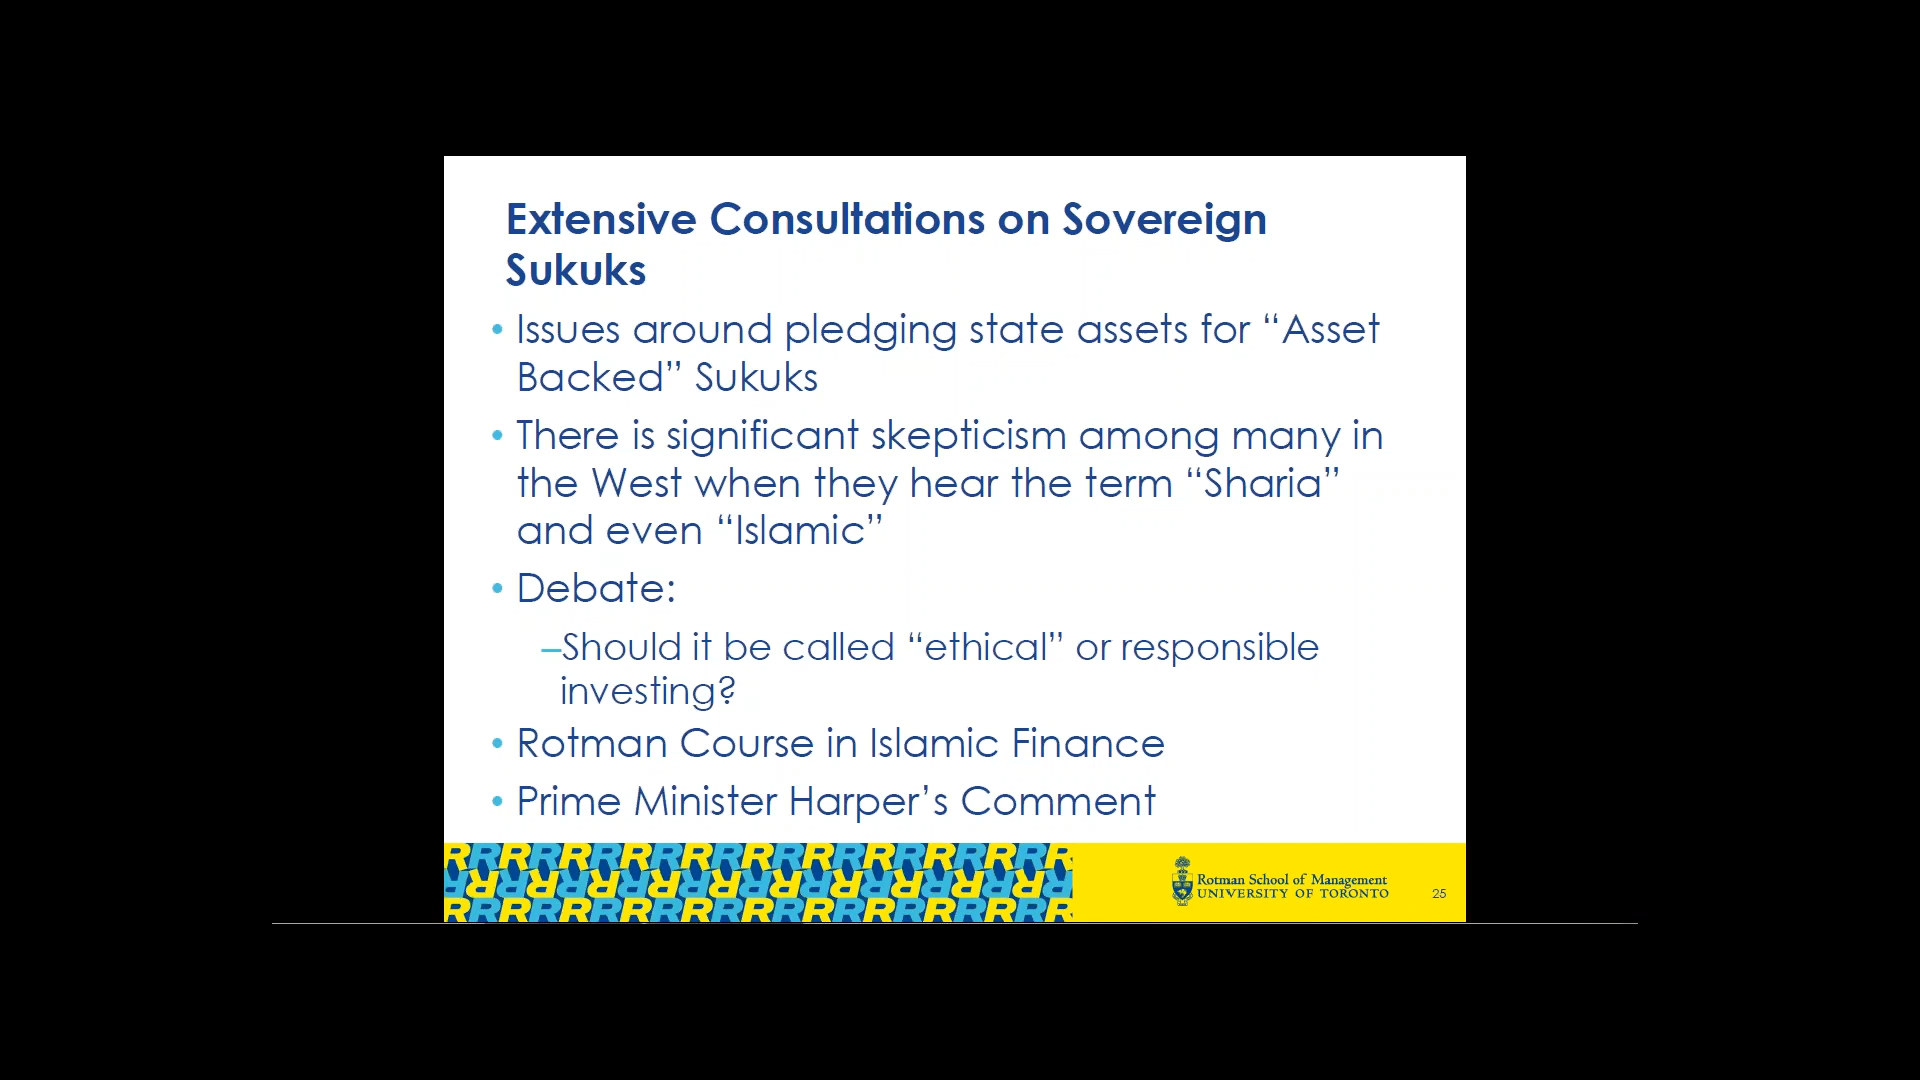 Extensive Consultations on Sovereign
Sukuks
• Issues around pledging state assets for “Asset
Backed” Sukuks
• There is significant skepticism among many in
the West when they hear the term “Sharia”
and even “Islamic”
• Debate:
–Should it be called “ethical” or responsible
investing?
• Rotman Course in Islamic Finance
• Prime Minister Harper’s Comment
Rotman School of Management
UNIVERSITY OF TORONTO
25